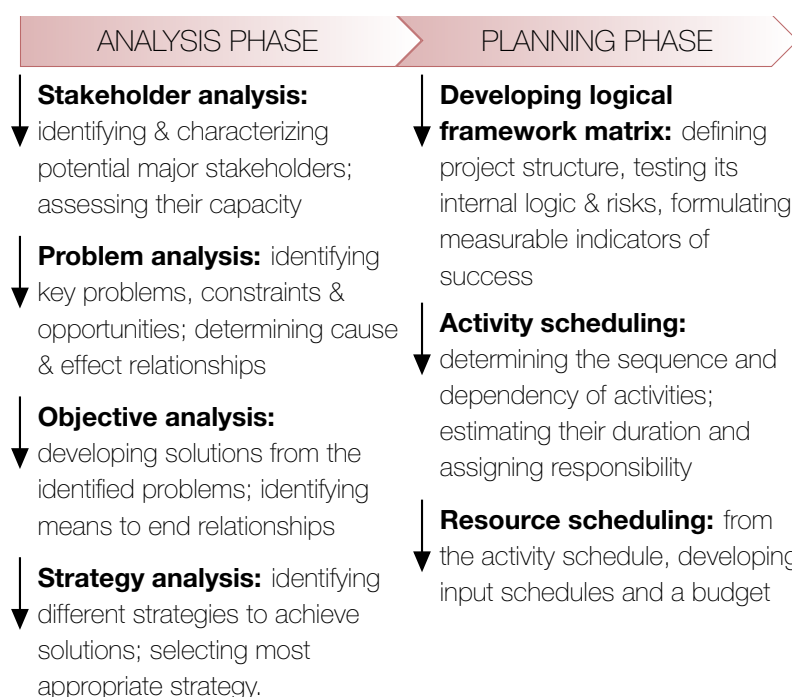 ANALYSIS PHASE
Stakeholder analysis:
identifying & characterizing
potential major stakeholders;
assessing their capacity
Problem analysis: identifying
key problems, constraints &
opportunities; determining cause
& effect relationships
Objective analysis:
developing solutions from the
identified problems; identifying
means to end relationships
Strategy analysis: identifying
different strategies to achieve
solutions; selecting most
appropriate strategy.
PLANNING PHASE
Developing logical
framework matrix: defining
project structure, testing its
internal logic & risks, formulating
measurable indicators of
success
Activity scheduling:
determining the sequence and
dependency of activities;
estimating their duration and
assigning responsibility
Resource scheduling: from
the activity schedule, developing
input schedules and a budget